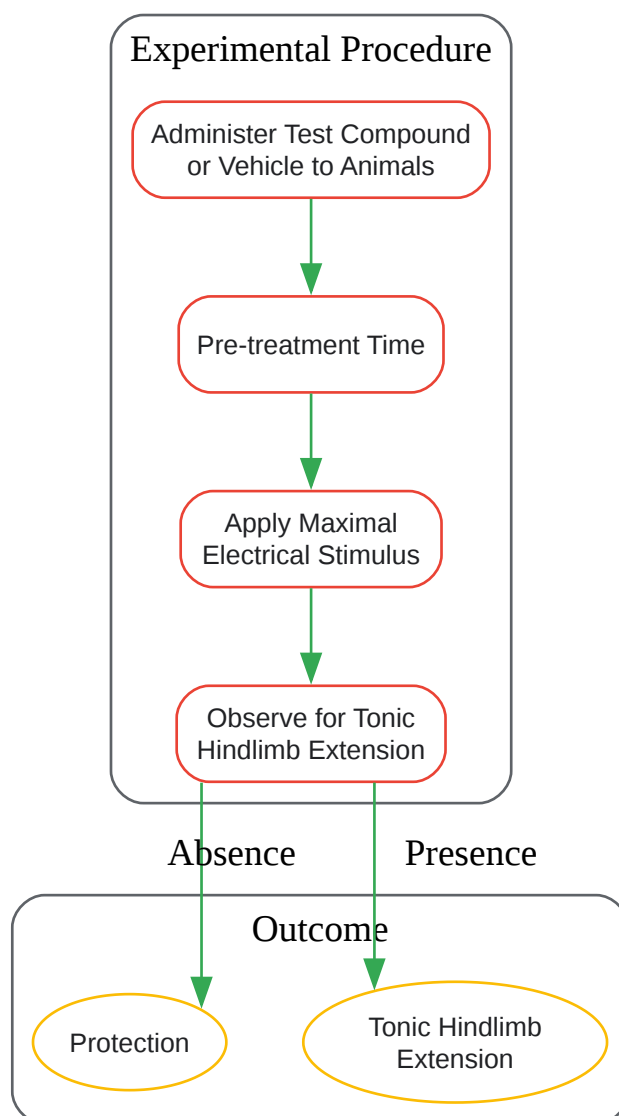 Experimental Procedure
Administer Test Compound
or Vehicle to Animals
Pre-treatment Time
Apply Maximal
Electrical Stimulus
Observe for Tonic
Hindlimb Extension
Absence
Presence
Outcome
Protection
Tonic Hindlimb
Extension